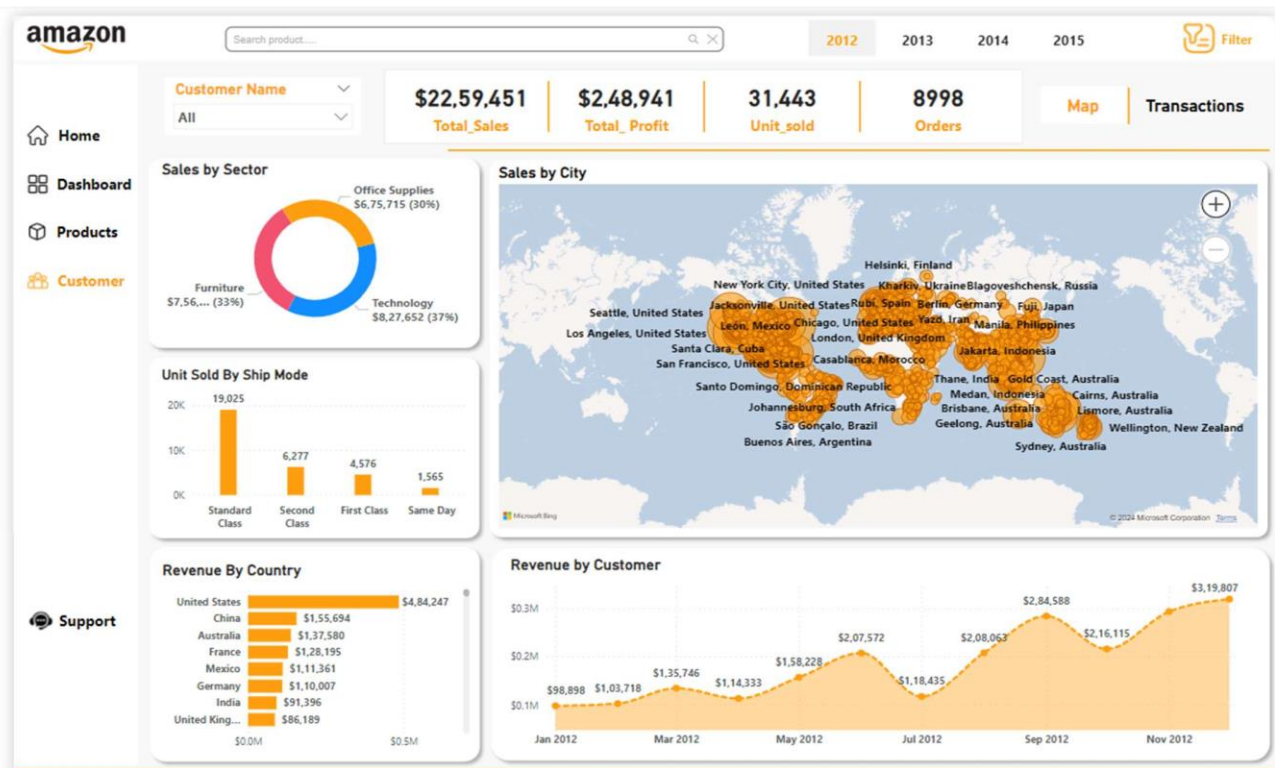 amazon
Search product.....
2012
2013
2014
2015
Filter
Customer Name
All
$22,59,451
Total_Sales
$2,48,941
Total_ Profit
31,443
Unit_sold
8998
Orders
Map
Transactions
Home
Dashboard
Products
Customer
Support
Sales by Sector
Office Supplies
$6,75,715 (30%)
Furniture
$7,56,... (33%)
Technology
$8,27,652 (37%)
Sales by City
Helsinki, Finland
New York City, United States
Kharkiv, Ukraine
Blagoveshchensk, Russia
Jacksonville, United States
Rubí, Spain
Berlin, Germany
Fuji, Japan
Seattle, United States
León, Mexico
Chicago, United States
Yazd, Iran
Manila, Philippines
Los Angeles, United States
London, United Kingdom
Santa Clara, Cuba
Jakarta, Indonesia
San Francisco, United States
Casablanca, Morocco
Santo Domingo, Dominican Republic
Thane, India
Gold Coast, Australia
Medan, Indonesia
Cairns, Australia
Johannesburg, South Africa
Brisbane, Australia
Lismore, Australia
São Gonçalo, Brazil
Geelong, Australia
Wellington, New Zealand
Buenos Aires, Argentina
Sydney, Australia
Microsoft Bing
© 2024 Microsoft Corporation Terms
Unit Sold By Ship Mode
20K
10K
0K
19,025
6,277
4,576
1,565
Standard
Class
Second
Class
First Class
Same Day
Revenue By Country
United States
$4,84,247
China
$1,55,694
Australia
$1,37,580
France
$1,28,195
Mexico
$1,11,361
Germany
$1,10,007
India
$91,396
United King...
$86,189
$0.0M
$0.5M
Revenue by Customer
$0.3M
$0.2M
$0.1M
$98,898
$1,03,718
$1,35,746
$1,14,333
$1,58,228
$2,07,572
$1,18,435
$2,08,063
$2,84,588
$2,16,115
$3,19,807
Jan 2012
Mar 2012
May 2012
Jul 2012
Sep 2012
Nov 2012